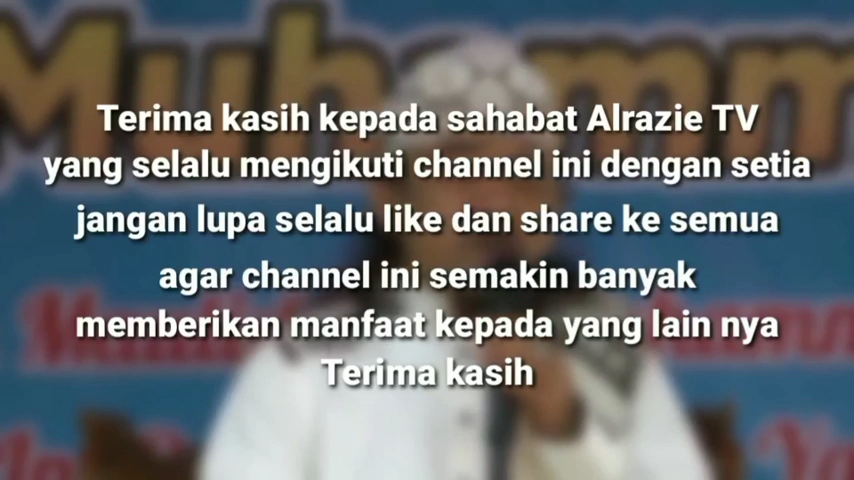 Terima kasih kepada sahabat Alrazie TV
yang selalu mengikuti channel ini dengan setia
jangan lupa selalu like dan share ke semua
agar channel ini semakin banyak
memberikan manfaat kepada yang lain nya
Terima kasih